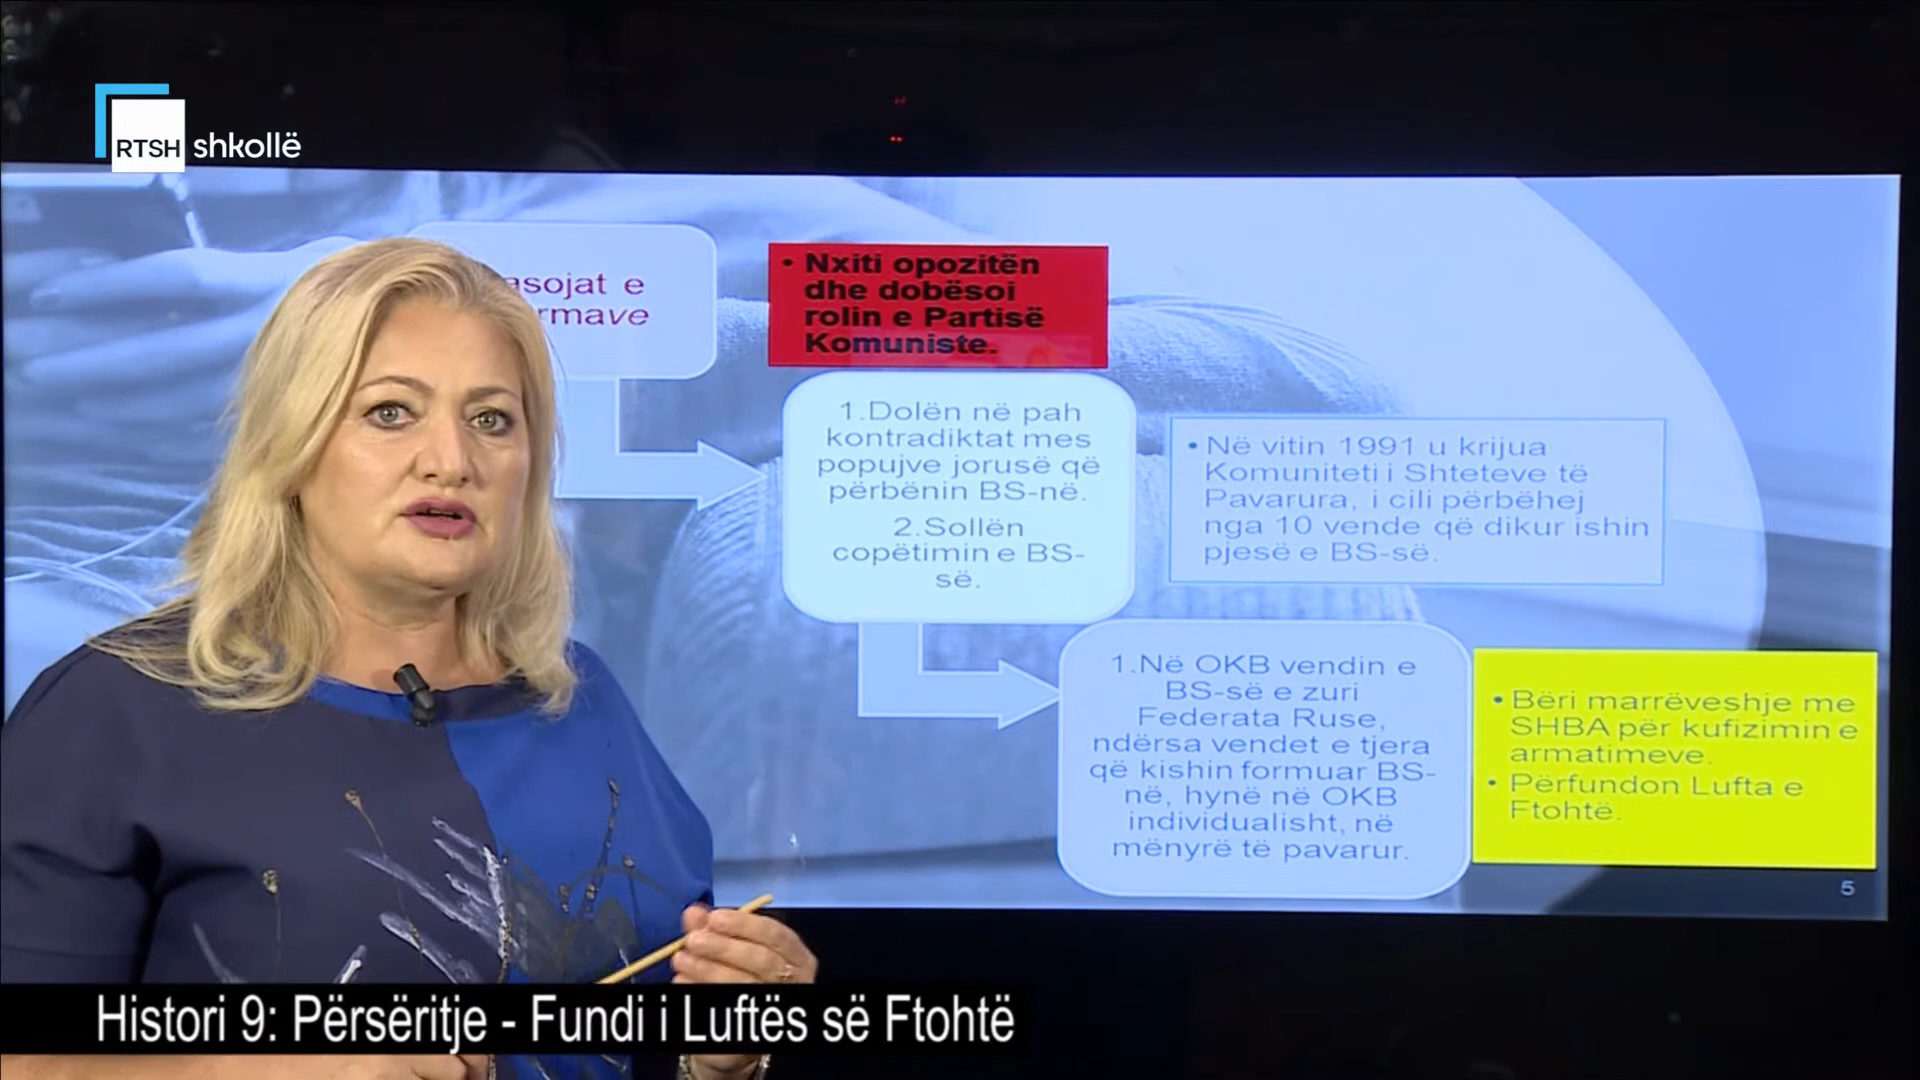 RTSH shkollë
asojat e
rmave
• Nxiti opozitën
dhe dobësoi
rolin e Partisë
Komuniste.
1.Dolën në pah
kontradiktat mes
popujve jorusë që
përbënin BS-në.
2.Sollën
copëtimin e BS-
së.
• Në vitin 1991 u krijua
Komuniteti i Shteteve të
Pavarura, i cili përbëhej
nga 10 vende që dikur ishin
pjesë e BS-së.
1.Në OKB vendin e
BS-së e zuri
Federata Ruse,
ndërsa vendet e tjera
që kishin formuar BS-
në, hynë në OKB
individualisht, në
mënyrë të pavarur.
• Bëri marrëveshje me
SHBA për kufizimin e
armatimeve.
• Përfundon Lufta e
Ftohtë.
5
Histori 9: Përsëritje - Fundi i Luftës së Ftohtë